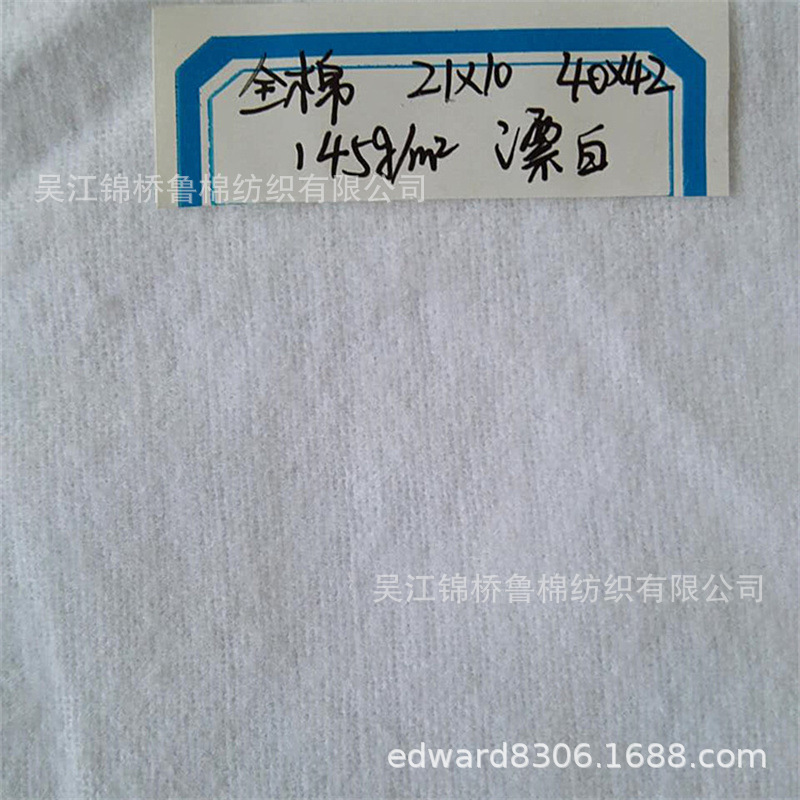 全棉 21X10 40X42
145g/m² 漂白
吴江锦桥鲁棉纺织有限公司
吴江锦桥鲁棉纺织有限公司
edward8306.1688.com